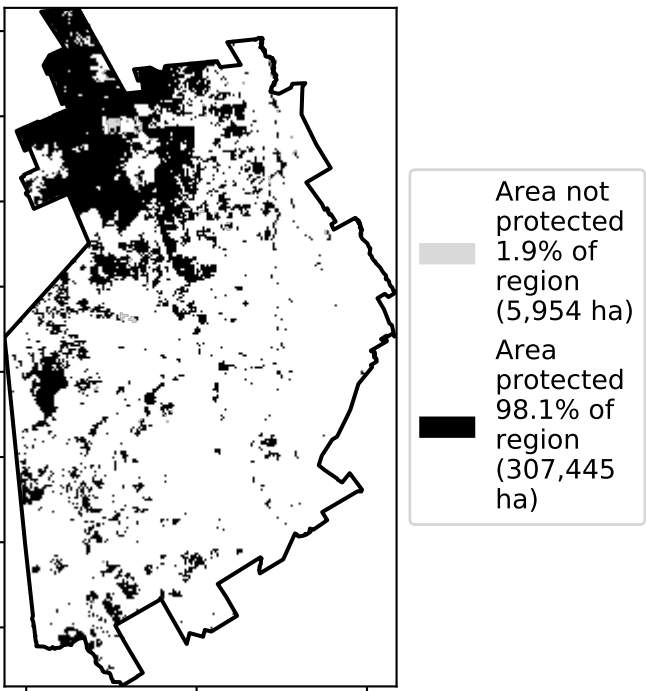 Area not
protected
1.9% of
region
(5,954 ha)
Area
protected
98.1% of
region
(307,445
ha)